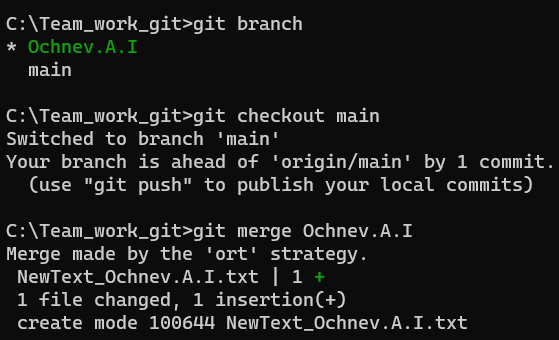 C:\Team_work_git>git branch
* Ochnev.A.I
  main
C:\Team_work_git>git checkout main
Switched to branch 'main'
Your branch is ahead of 'origin/main' by 1 commit.
  (use "git push" to publish your local commits)
C:\Team_work_git>git merge Ochnev.A.I
Merge made by the 'ort' strategy.
 NewText_Ochnev.A.I.txt | 1 +
 1 file changed, 1 insertion(+)
 create mode 100644 NewText_Ochnev.A.I.txt